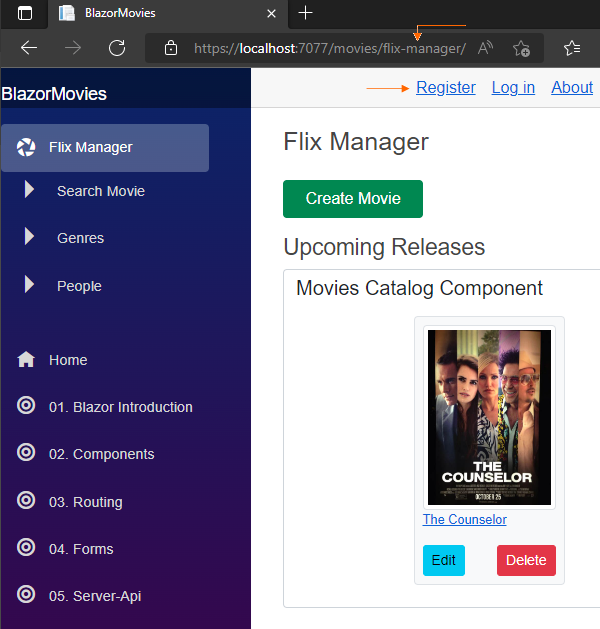 BlazorMovies
https://localhost:7077/movies/flix-manager/
BlazorMovies
Register Log in About
Flix Manager
Search Movie
Genres
People
Home
01. Blazor Introduction
02. Components
03. Routing
04. Forms
05. Server-Api
Flix Manager
Create Movie
Upcoming Releases
Movies Catalog Component
THE
COUNSELOR
OCTOBER 25
The Counselor
Edit Delete